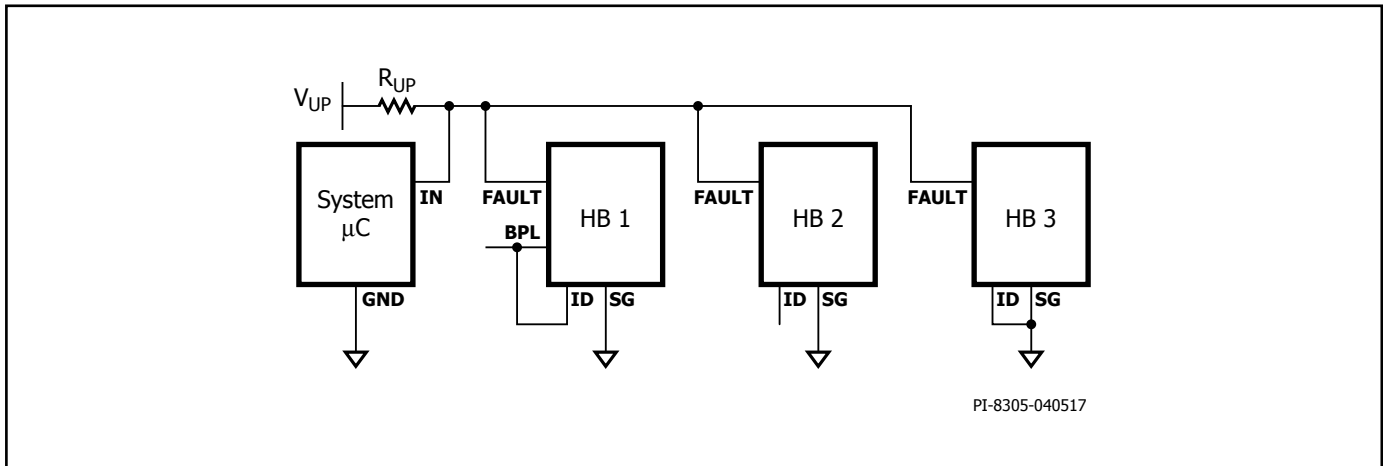 R_UP
V_UP
System
µC
IN
GND
FAULT
BPL
HB 1
ID
SG
FAULT
HB 2
ID
SG
FAULT
HB 3
ID
SG
PI-8305-040517